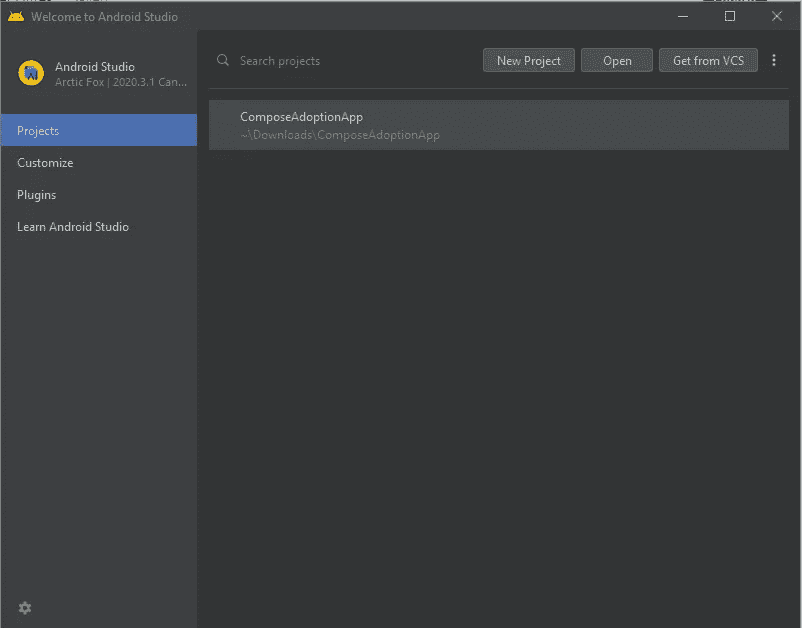 Welcome to Android Studio
Android Studio
Arctic Fox | 2020.3.1 Can...
Search projects
New Project
Open
Get from VCS
Projects
ComposeAdoptionApp
~\Downloads\ComposeAdoptionApp
Customize
Plugins
Learn Android Studio